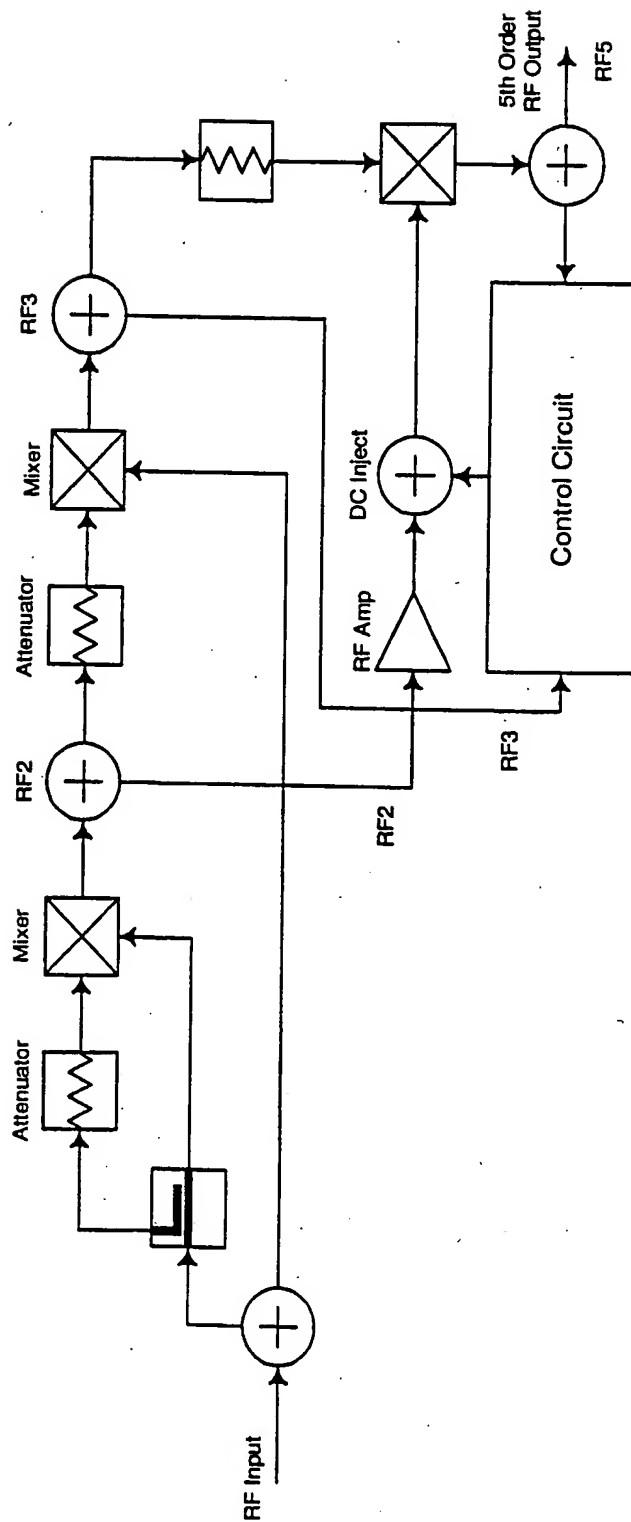 RF Input
Attenuator
Mixer
RF2
Attenuator
Mixer
RF3
RF2
RF Amp
DC Inject
RF3
Control Circuit
5th Order
RF Output
RF5